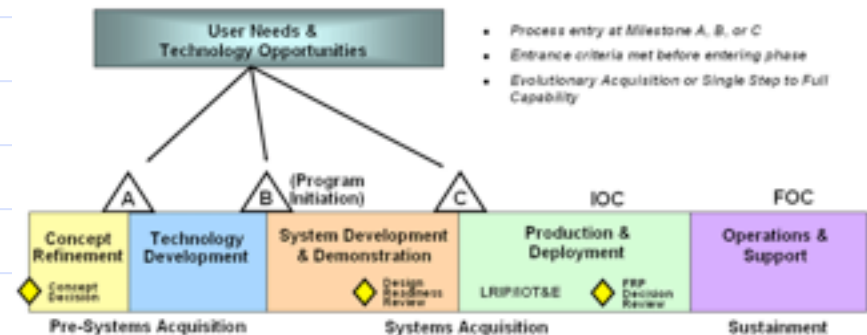 User Needs &
Technology Opportunities
• Process entry at Milestone A, B, or C
• Entrance criteria met before entering phase
• Evolutionary Acquisition or Single Step to Full
Capability
A
B
(Program
Initiation)
C
IOC
FOC
Concept
Refinement
Technology
Development
System Development
& Demonstration
Production &
Deployment
Operations &
Support
Concept
Decision
Design
Readiness
Review
LRIP/IOT&E
FRP
Decision
Review
Pre-Systems Acquisition
Systems Acquisition
Sustainment